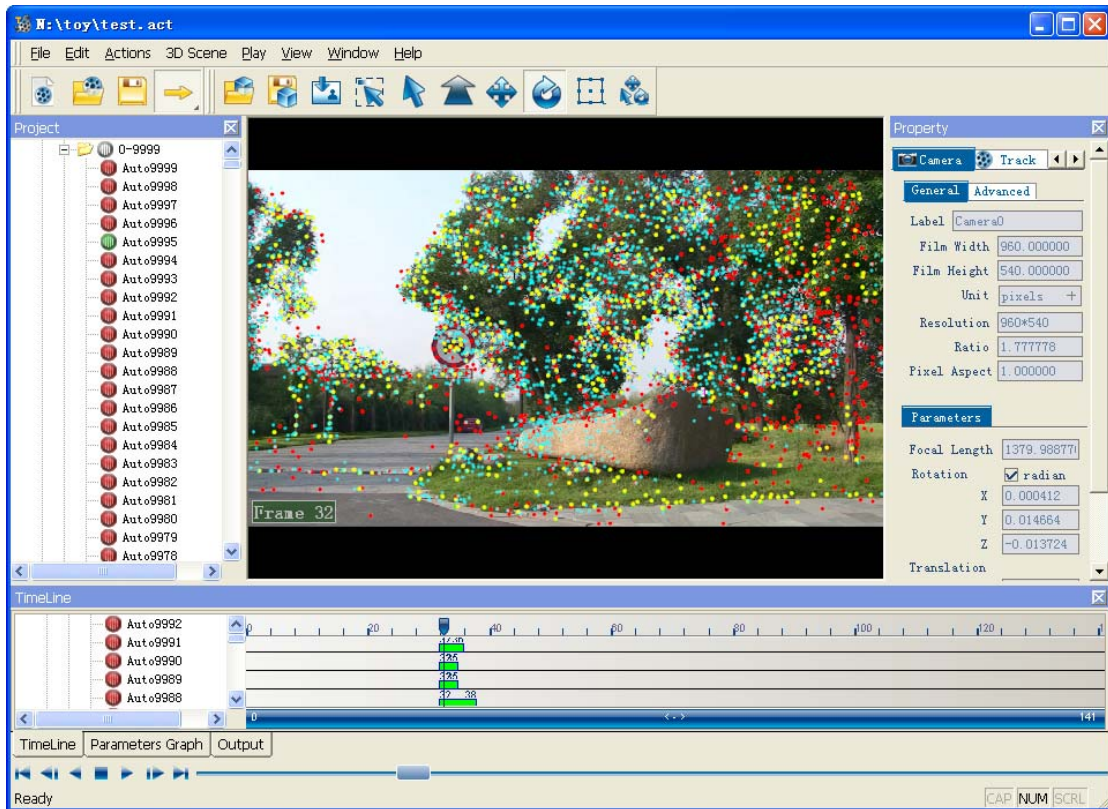 N:\toy\test.act
File Edit Actions 3D Scene Play View Window Help
Project
0-9999
Auto9999
Auto9998
Auto9997
Auto9996
Auto9995
Auto9994
Auto9993
Auto9992
Auto9991
Auto9990
Auto9989
Auto9988
Auto9987
Auto9986
Auto9985
Auto9984
Auto9983
Auto9982
Auto9981
Auto9980
Auto9979
Auto9978
Frame 32
Property
Camera Track
General Advanced
Label Camera0
Film Width 960.000000
Film Height 540.000000
Unit pixels
Resolution 960*540
Ratio 1.777778
Pixel Aspect 1.000000
Parameters
Focal Length 1379.98877
Rotation radian
X 0.000412
Y 0.014664
Z -0.013724
Translation
TimeLine
Auto9992
Auto9991
Auto9990
Auto9989
Auto9988
0 20 40 60 80 100 120
32 38
0 <-> 141
TimeLine Parameters Graph Output
Ready
CAP NUM SCRL